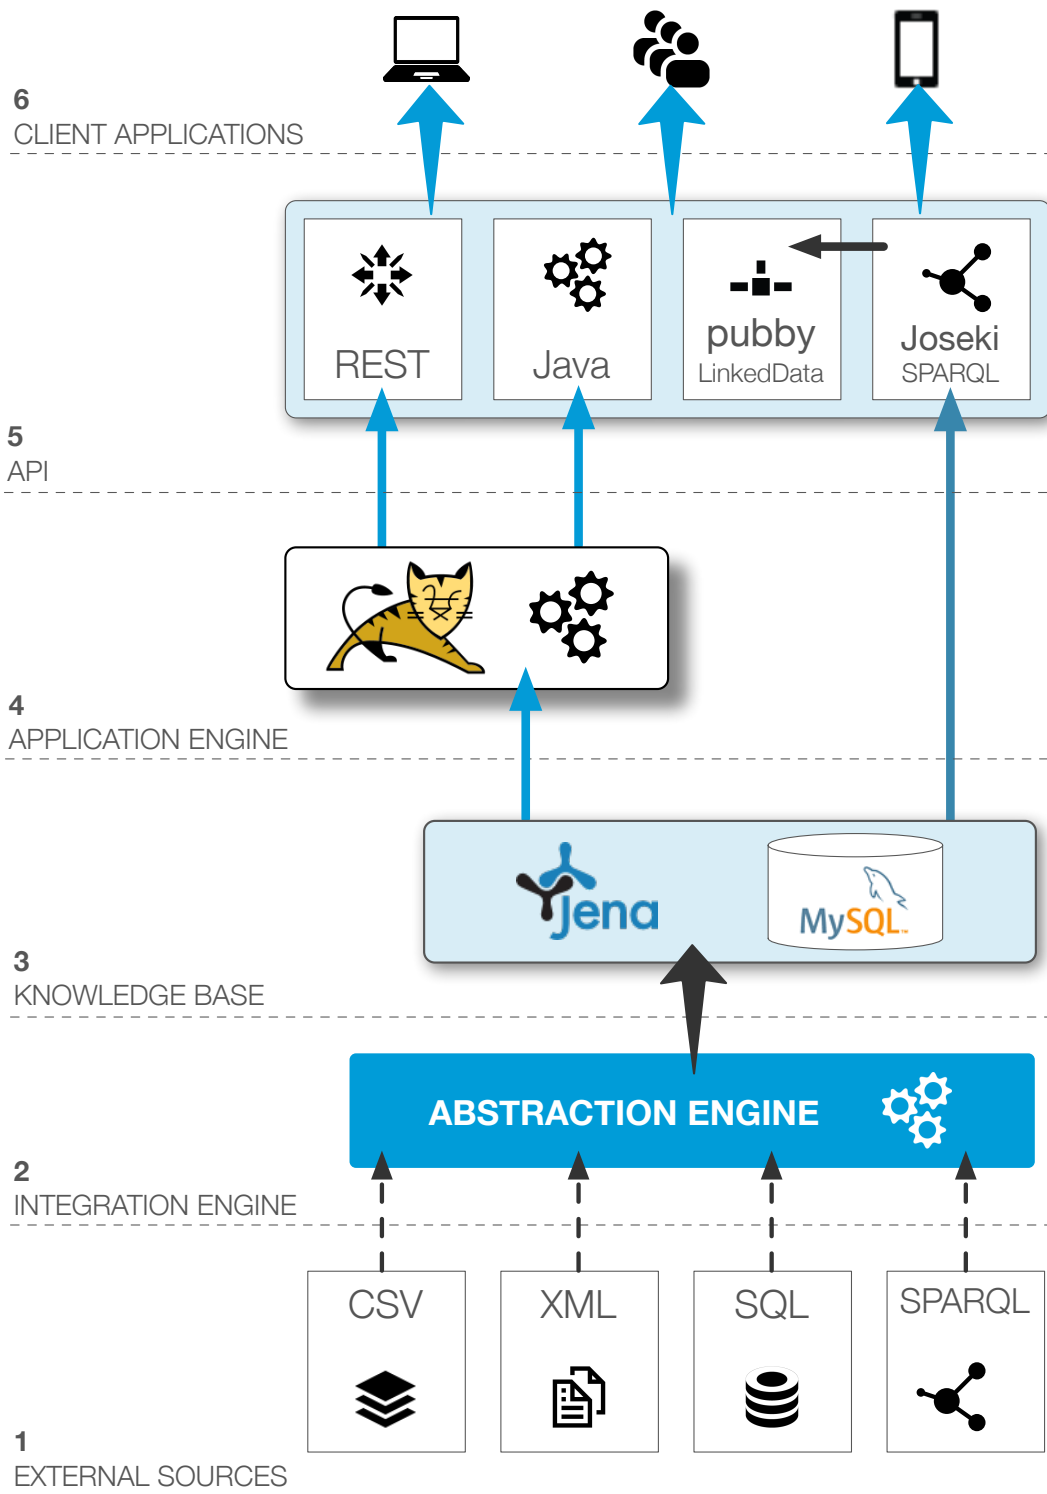 6
CLIENT APPLICATIONS
REST
Java
pubby
LinkedData
Joseki
SPARQL
5
API
4
APPLICATION ENGINE
Jena
MySQL™
3
KNOWLEDGE BASE
ABSTRACTION ENGINE
2
INTEGRATION ENGINE
CSV
XML
SQL
SPARQL
1
EXTERNAL SOURCES